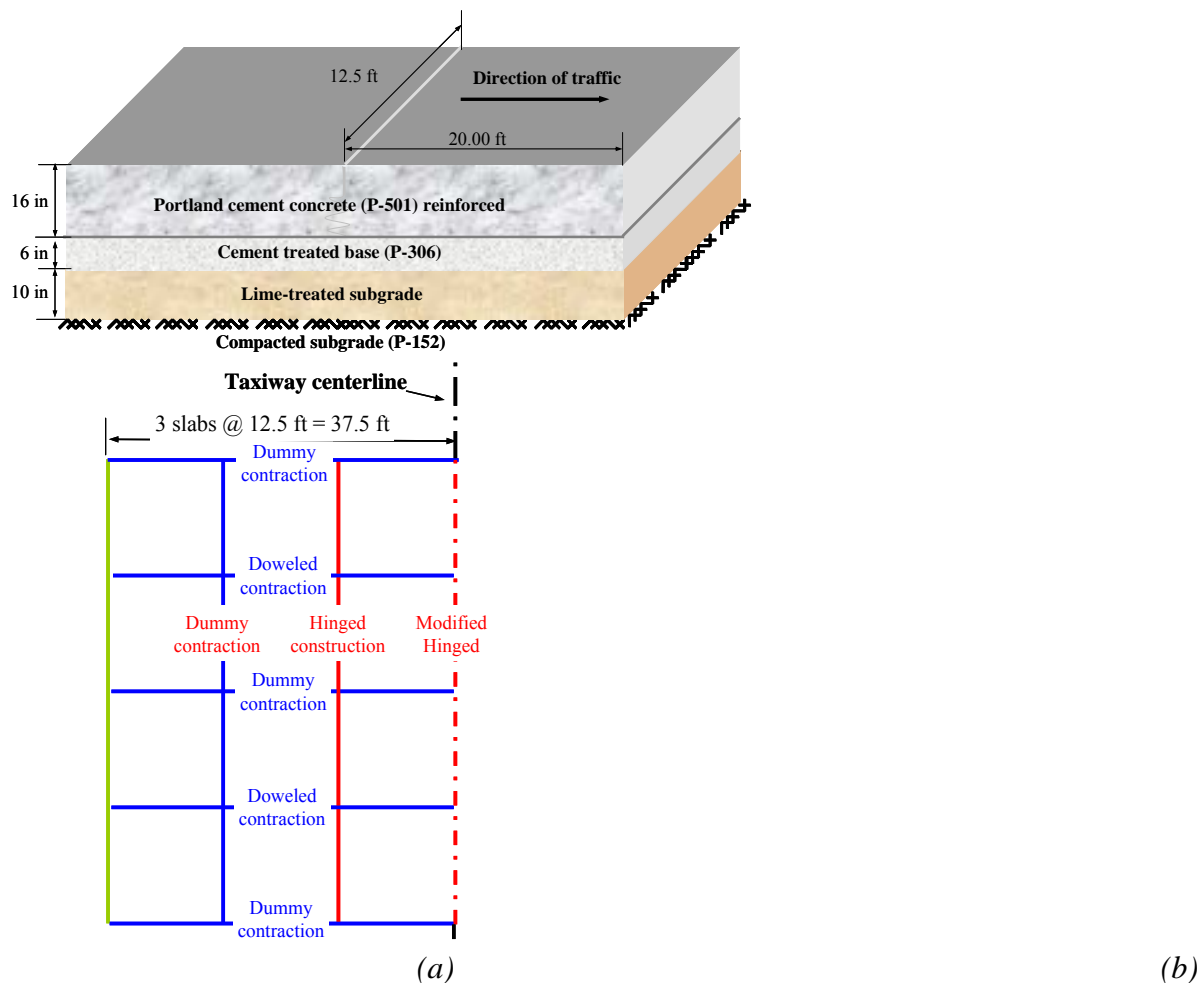 12.5 ft
Direction of traffic
20.00 ft
16 in
Portland cement concrete (P-501) reinforced
6 in
Cement treated base (P-306)
10 in
Lime-treated subgrade
Compacted subgrade (P-152)
Taxiway centerline
3 slabs @ 12.5 ft = 37.5 ft
Dummy
contraction
Doweled
contraction
Dummy
contraction
Hinged
construction
Modified
Hinged
Dummy
contraction
Doweled
contraction
Dummy
contraction
(a)
(b)